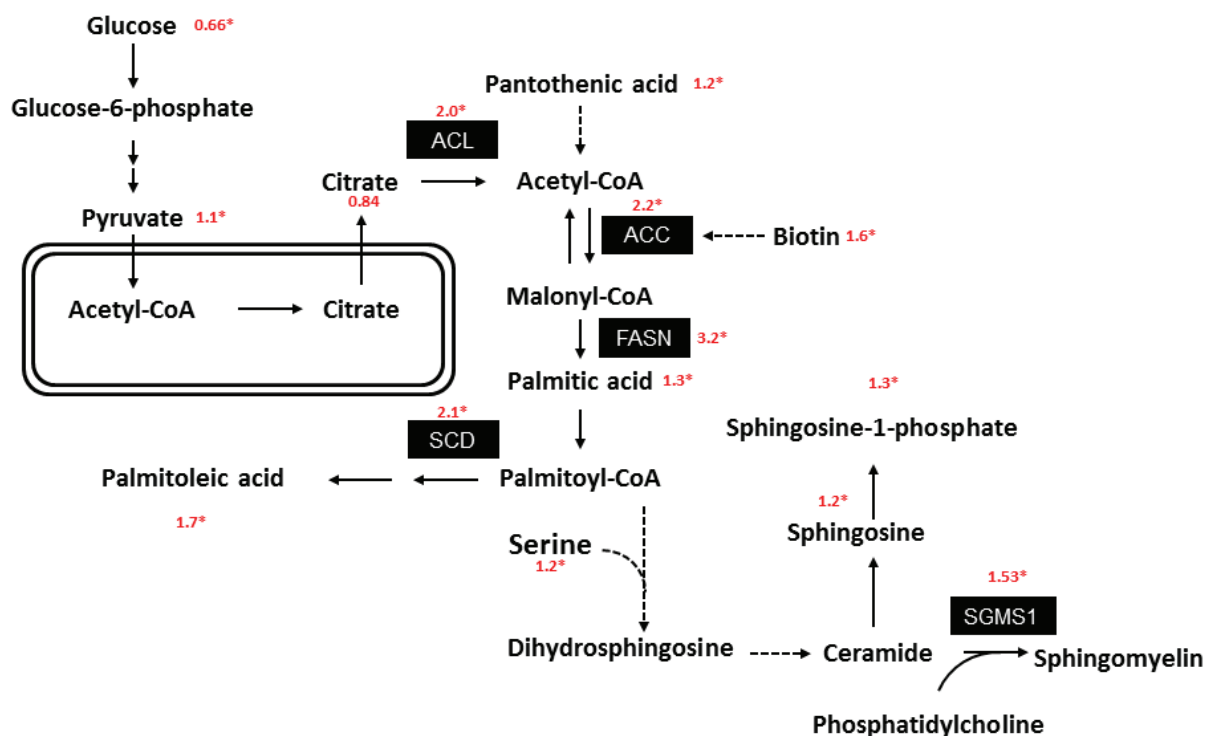 Glucose 0.66*
Glucose-6-phosphate
Pyruvate 1.1*
Acetyl-CoA
Citrate
Citrate
0.84
2.0*
ACL
Pantothenic acid 1.2*
Acetyl-CoA
2.2*
ACC
Biotin 1.6*
Malonyl-CoA
FASN 3.2*
Palmitic acid 1.3*
2.1*
SCD
Palmitoleic acid
1.7*
Palmitoyl-CoA
Serine
1.2*
Dihydrosphingosine
1.3*
Sphingosine-1-phosphate
1.2*
Sphingosine
Ceramide
1.53*
SGMS1
Sphingomyelin
Phosphatidylcholine